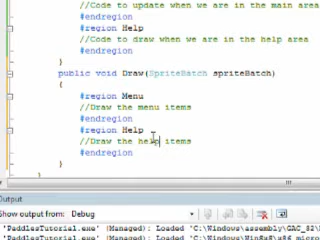 //Code to update when we are in the main area
#endregion
#region Help
//Code to draw when we are in the help area
#endregion
}
public void Draw(SpriteBatch spriteBatch)
{
#region Menu
//Draw the menu items
#endregion
#region Help
//Draw the help items
#endregion
}
}
Output
Show output from: Debug
'PaddlesTutorial.exe' (Managed): Loaded 'C:\Windows\assembly\GAC_32\
'PaddlesTutorial.exe' (Managed): Loaded